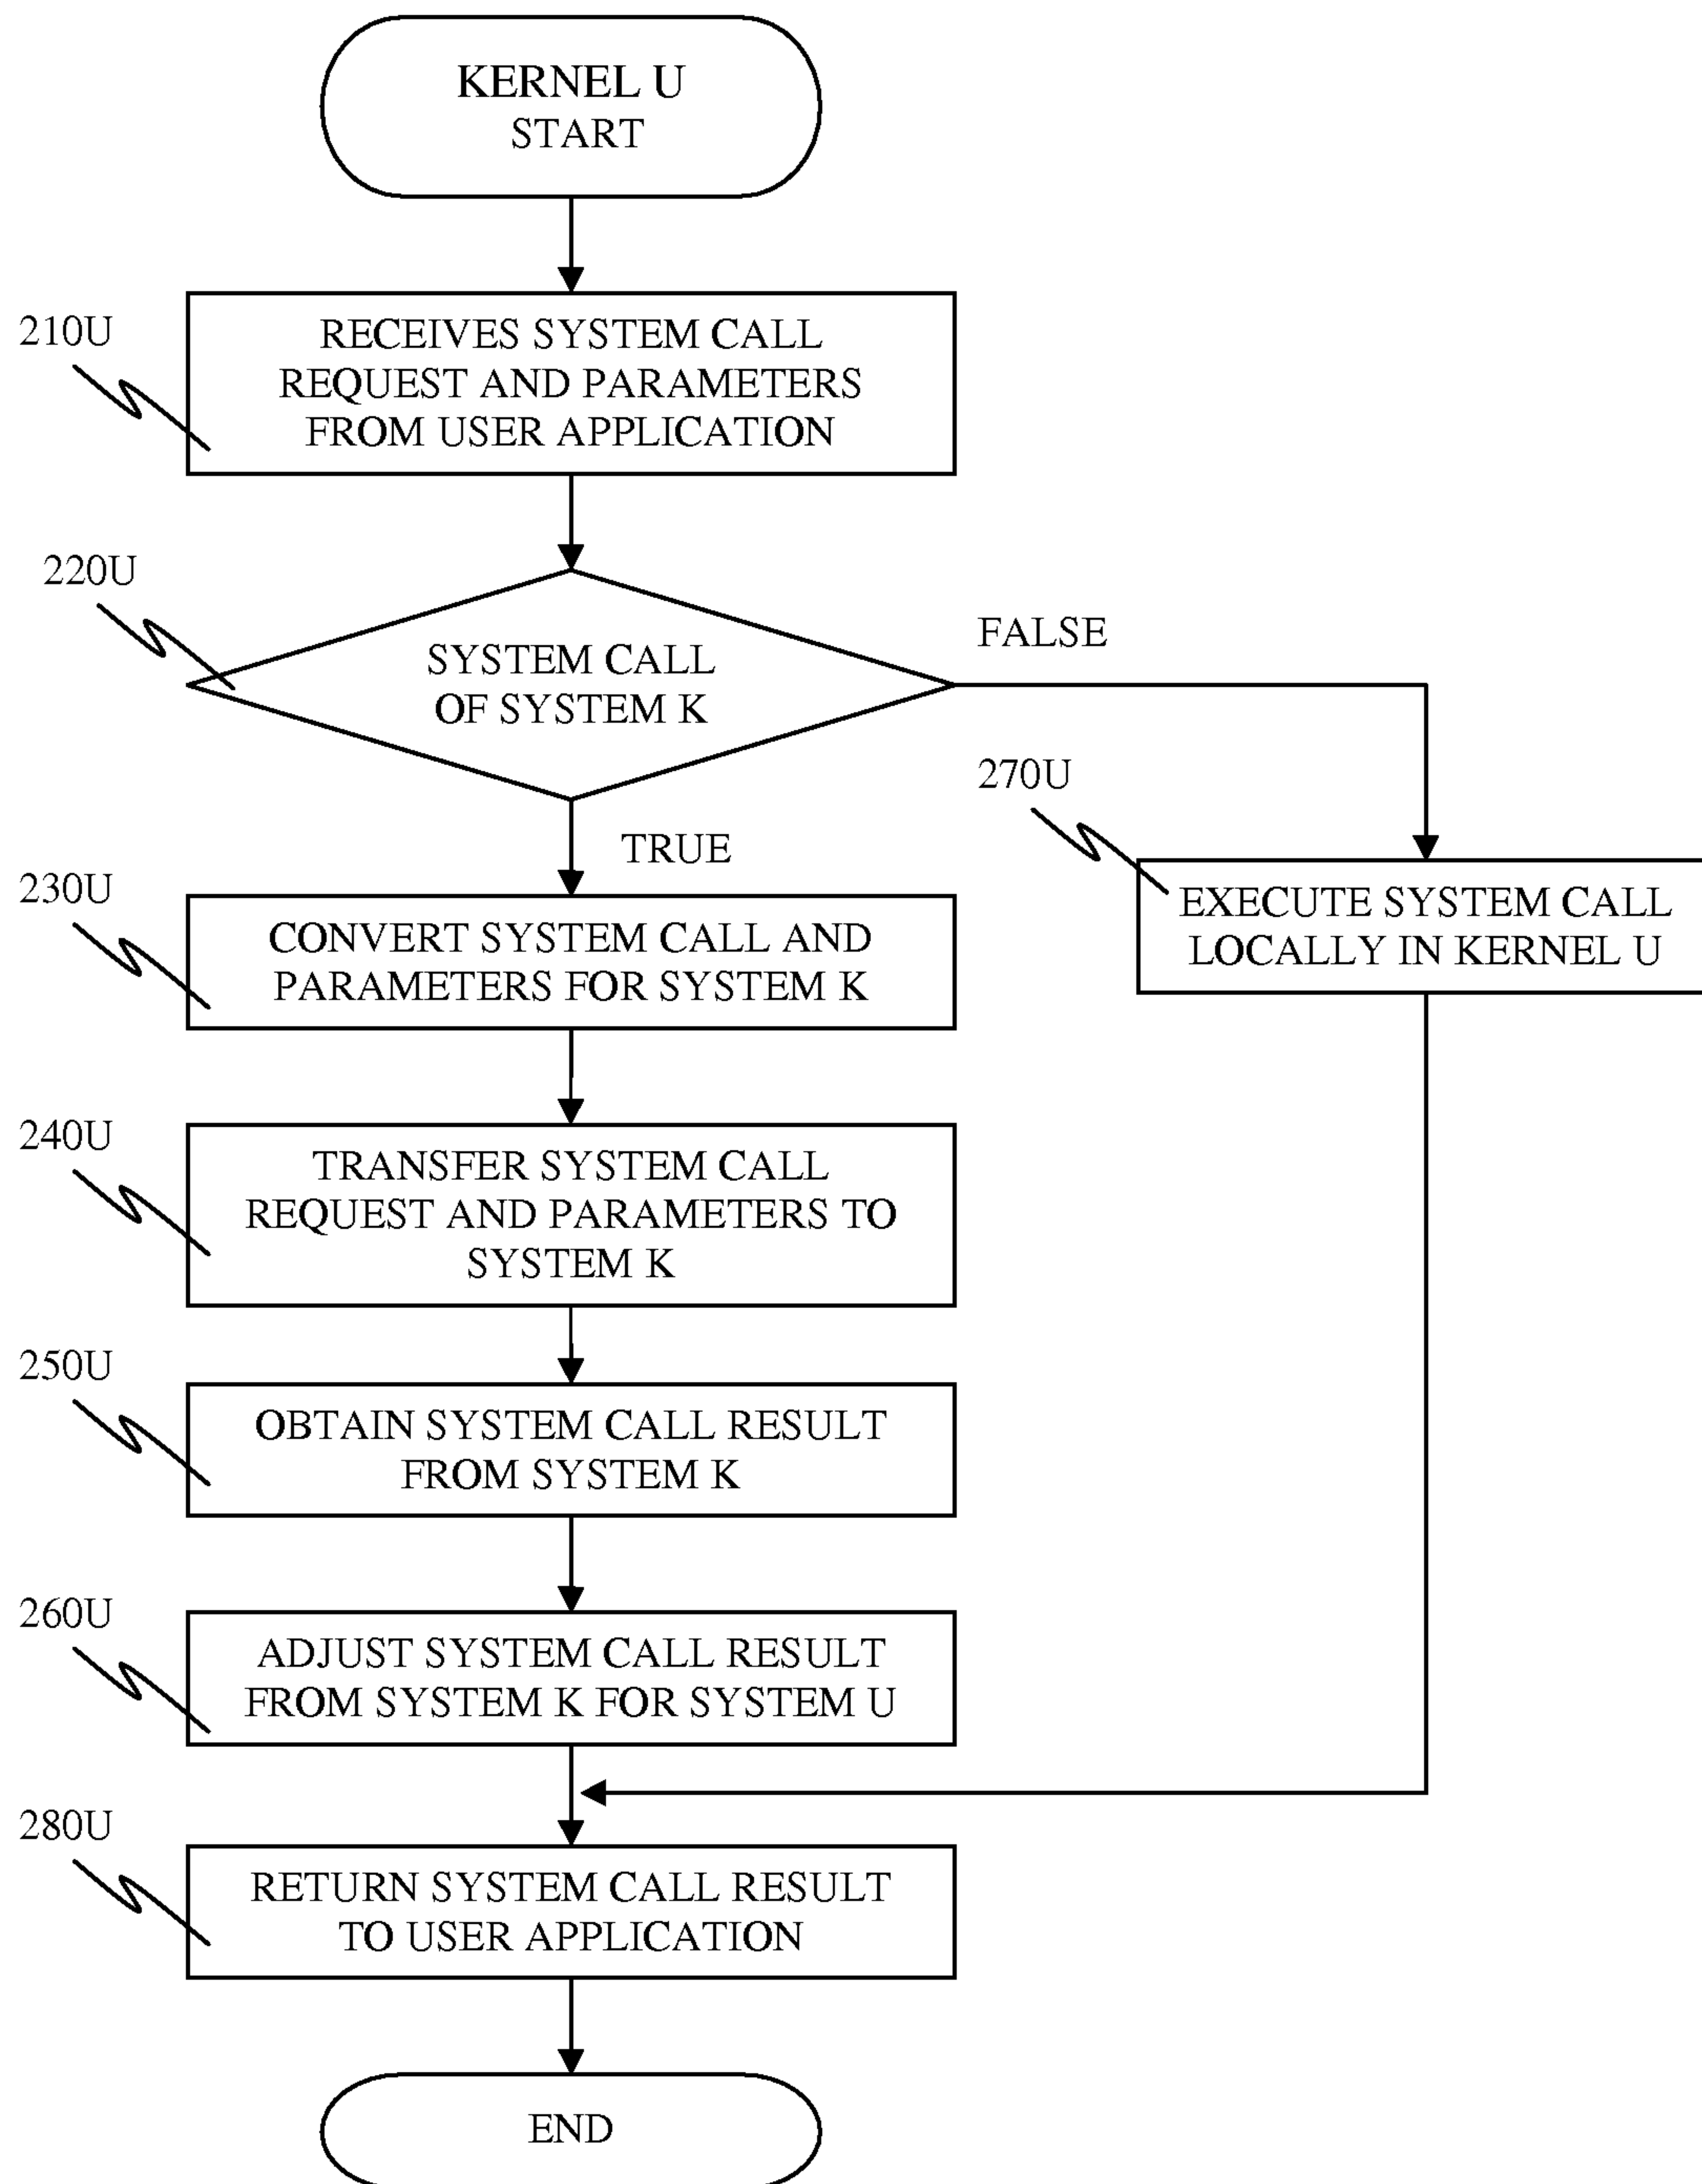 KERNEL U
START
210U
RECEIVES SYSTEM CALL
REQUEST AND PARAMETERS
FROM USER APPLICATION
220U
SYSTEM CALL
OF SYSTEM K
FALSE
TRUE
270U
EXECUTE SYSTEM CALL
LOCALLY IN KERNEL U
230U
CONVERT SYSTEM CALL AND
PARAMETERS FOR SYSTEM K
240U
TRANSFER SYSTEM CALL
REQUEST AND PARAMETERS TO
SYSTEM K
250U
OBTAIN SYSTEM CALL RESULT
FROM SYSTEM K
260U
ADJUST SYSTEM CALL RESULT
FROM SYSTEM K FOR SYSTEM U
280U
RETURN SYSTEM CALL RESULT
TO USER APPLICATION
END